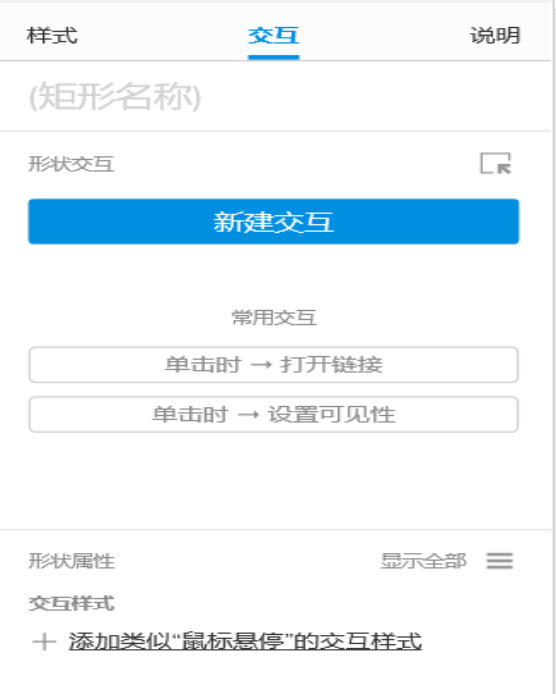 样式 交互 说明
(矩形名称)
形状交互
新建交互
常用交互
单击时 → 打开链接
单击时 → 设置可见性
形状属性 显示全部
交互样式
添加类似“鼠标悬停”的交互样式